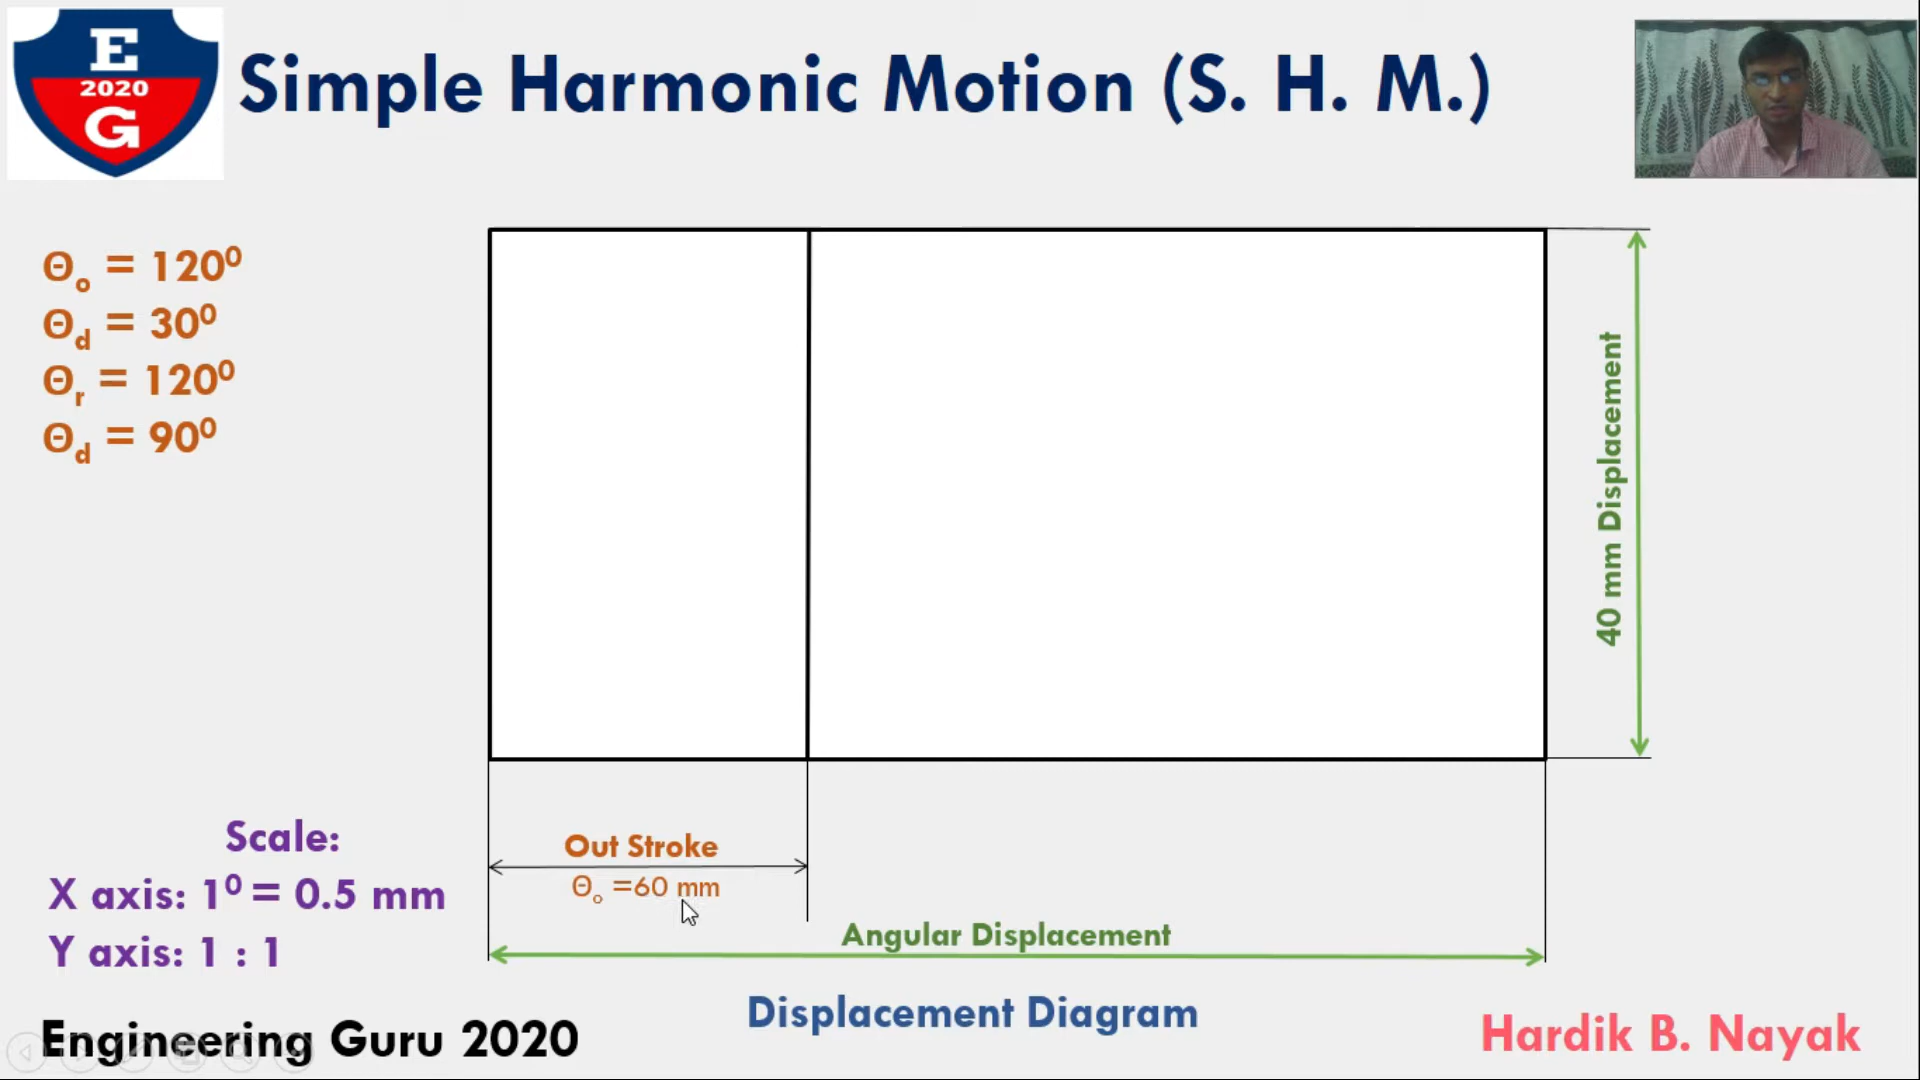 E
2020
G
Simple Harmonic Motion (S. H. M.)
Θₒ = 120⁰
Θd = 30⁰
Θᵣ = 120⁰
Θd = 90⁰
40 mm Displacement
Scale:
X axis: 1⁰ = 0.5 mm
Y axis: 1 : 1
Out Stroke
Θₒ =60 mm
Angular Displacement
Displacement Diagram
Engineering Guru 2020
Hardik B. Nayak